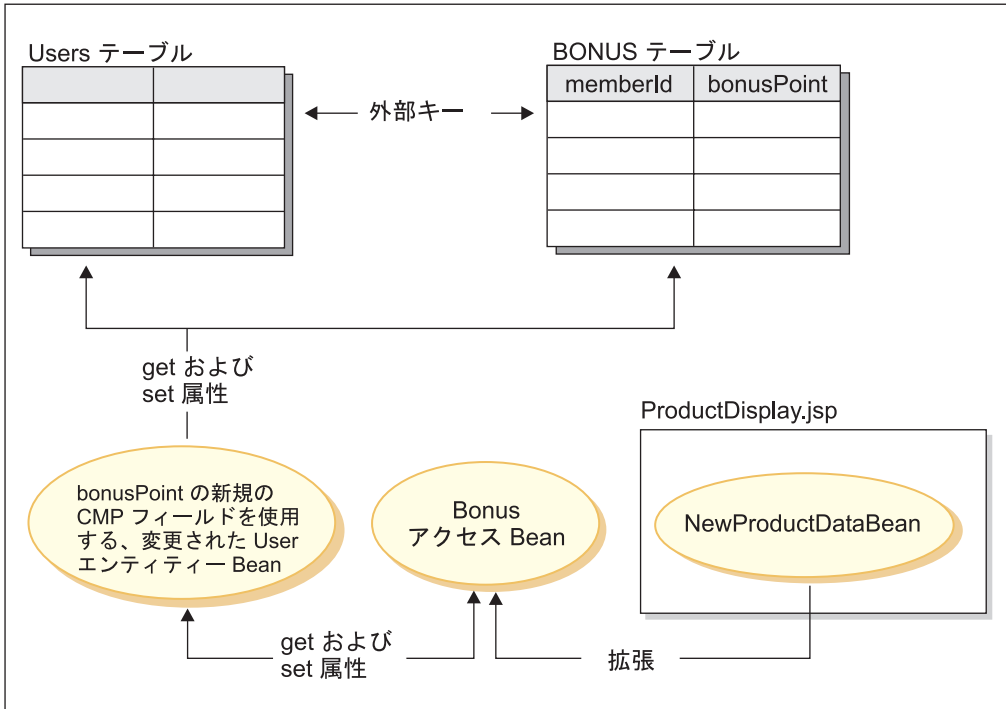 Users テーブル
BONUS テーブル
memberId
bonusPoint
外部キー
get および
set 属性
ProductDisplay.jsp
bonusPoint の新規の
CMP フィールドを使用
する、変更された User
エンティティー Bean
Bonus
アクセス Bean
NewProductDataBean
get および
set 属性
拡張